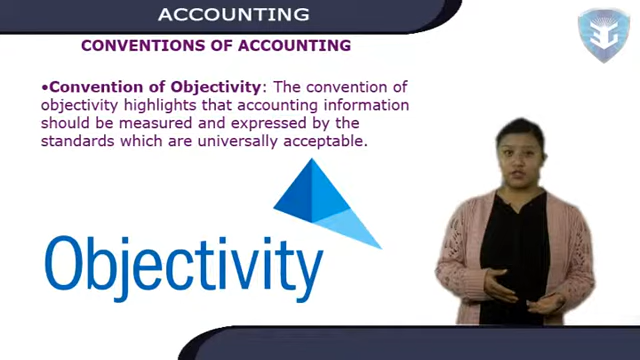 ACCOUNTING
CONVENTIONS OF ACCOUNTING
•Convention of Objectivity: The convention of
objectivity highlights that accounting information
should be measured and expressed by the
standards which are universally acceptable.
Objectivity